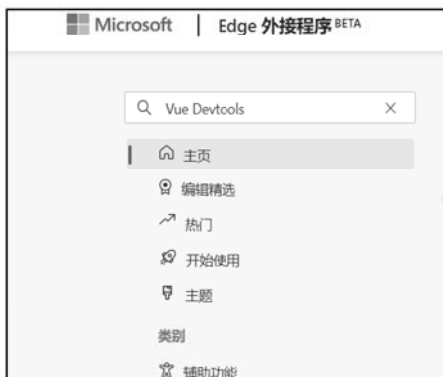 Microsoft | Edge 外接程序 BETA
Vue Devtools
主页
编辑精选
热门
开始使用
主题
类别
辅助功能